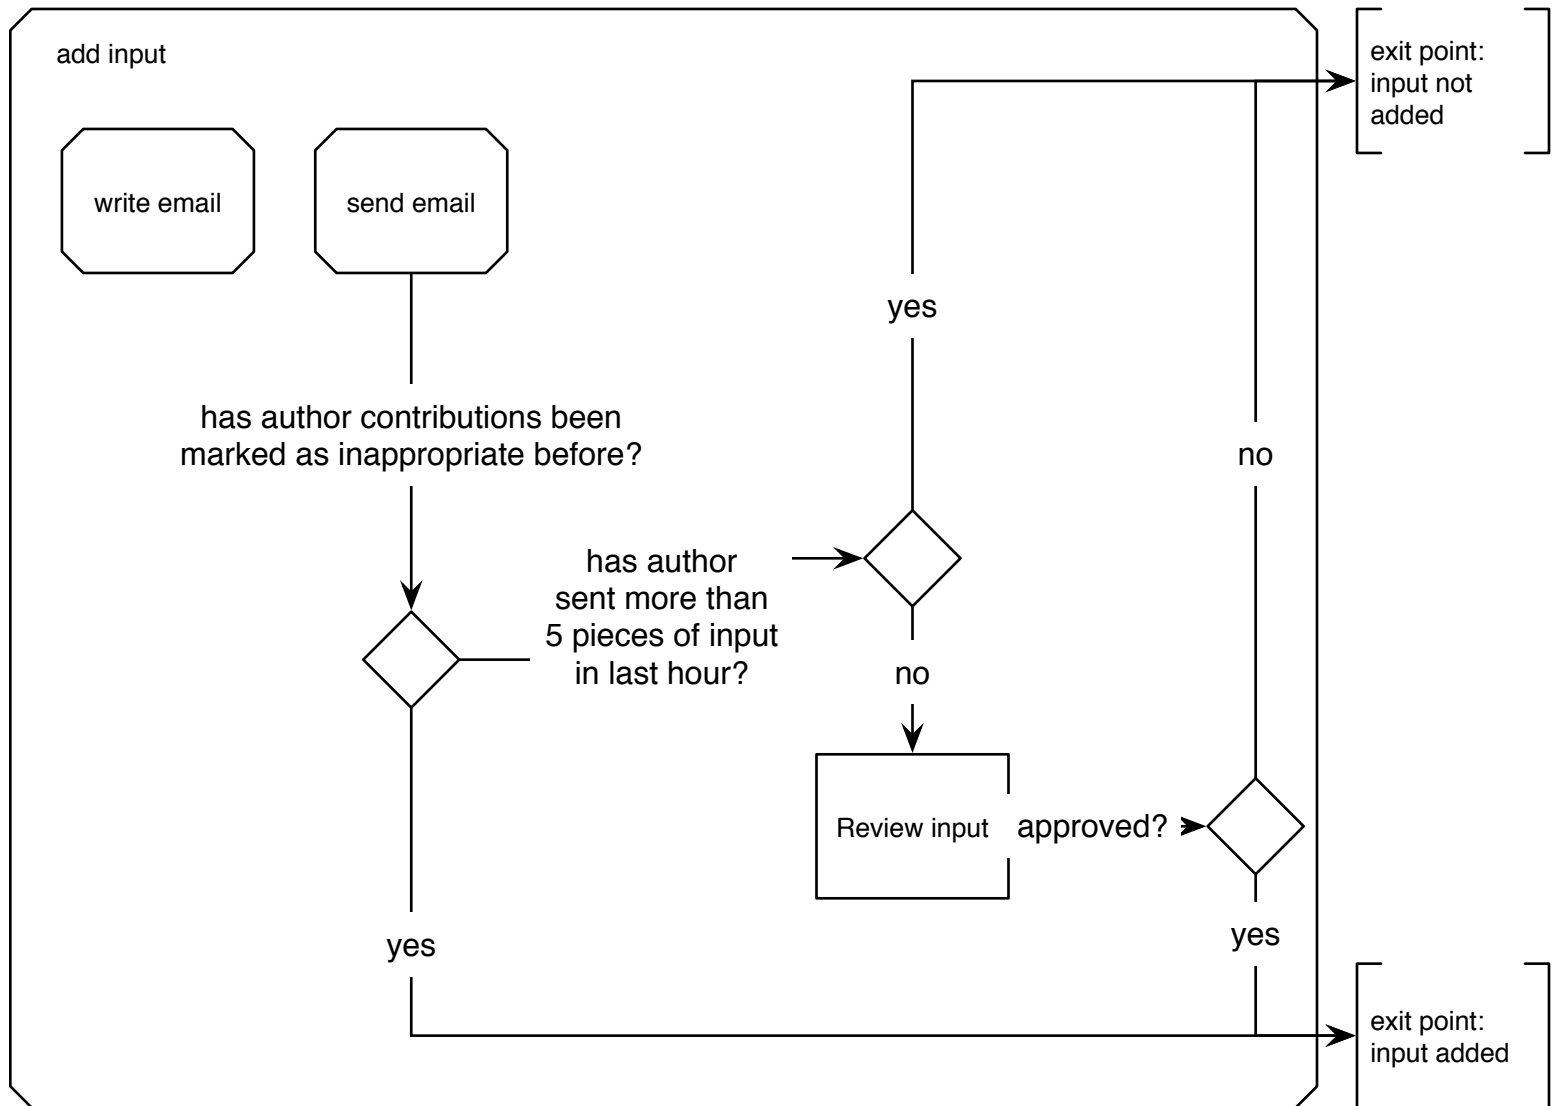 add input
exit point:
input not
added
write email
send email
yes
has author contributions been
marked as inappropriate before?
no
has author
sent more than
5 pieces of input
in last hour?
no
Review input
approved?
yes
yes
exit point:
input added